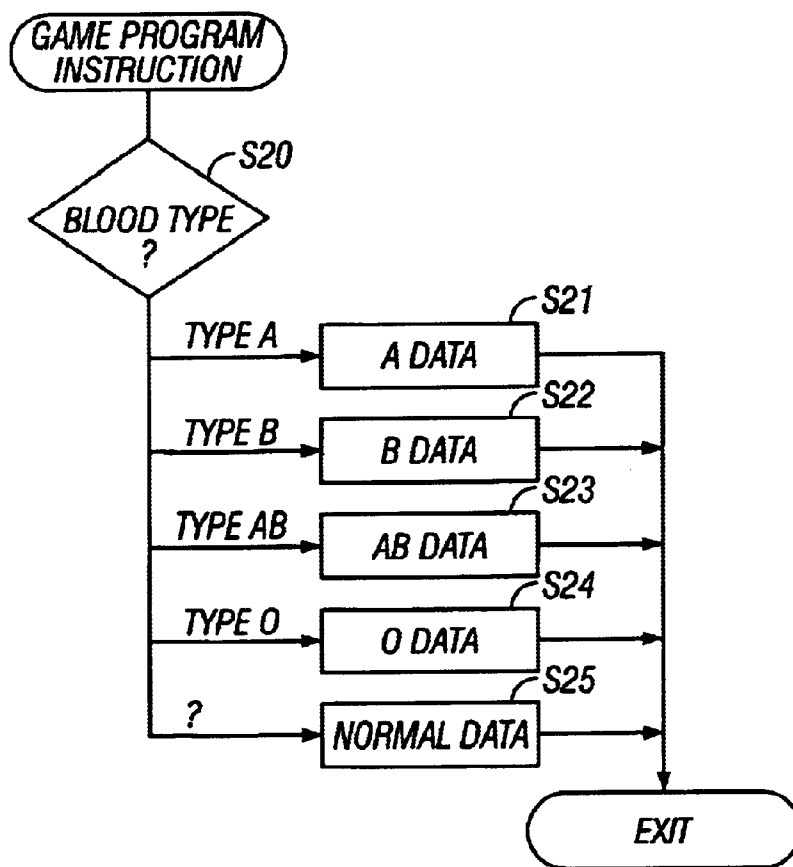 GAME PROGRAM
INSTRUCTION
S20
BLOOD TYPE
?
S21
TYPE A
A DATA
S22
TYPE B
B DATA
S23
TYPE AB
AB DATA
S24
TYPE O
O DATA
S25
?
NORMAL DATA
EXIT